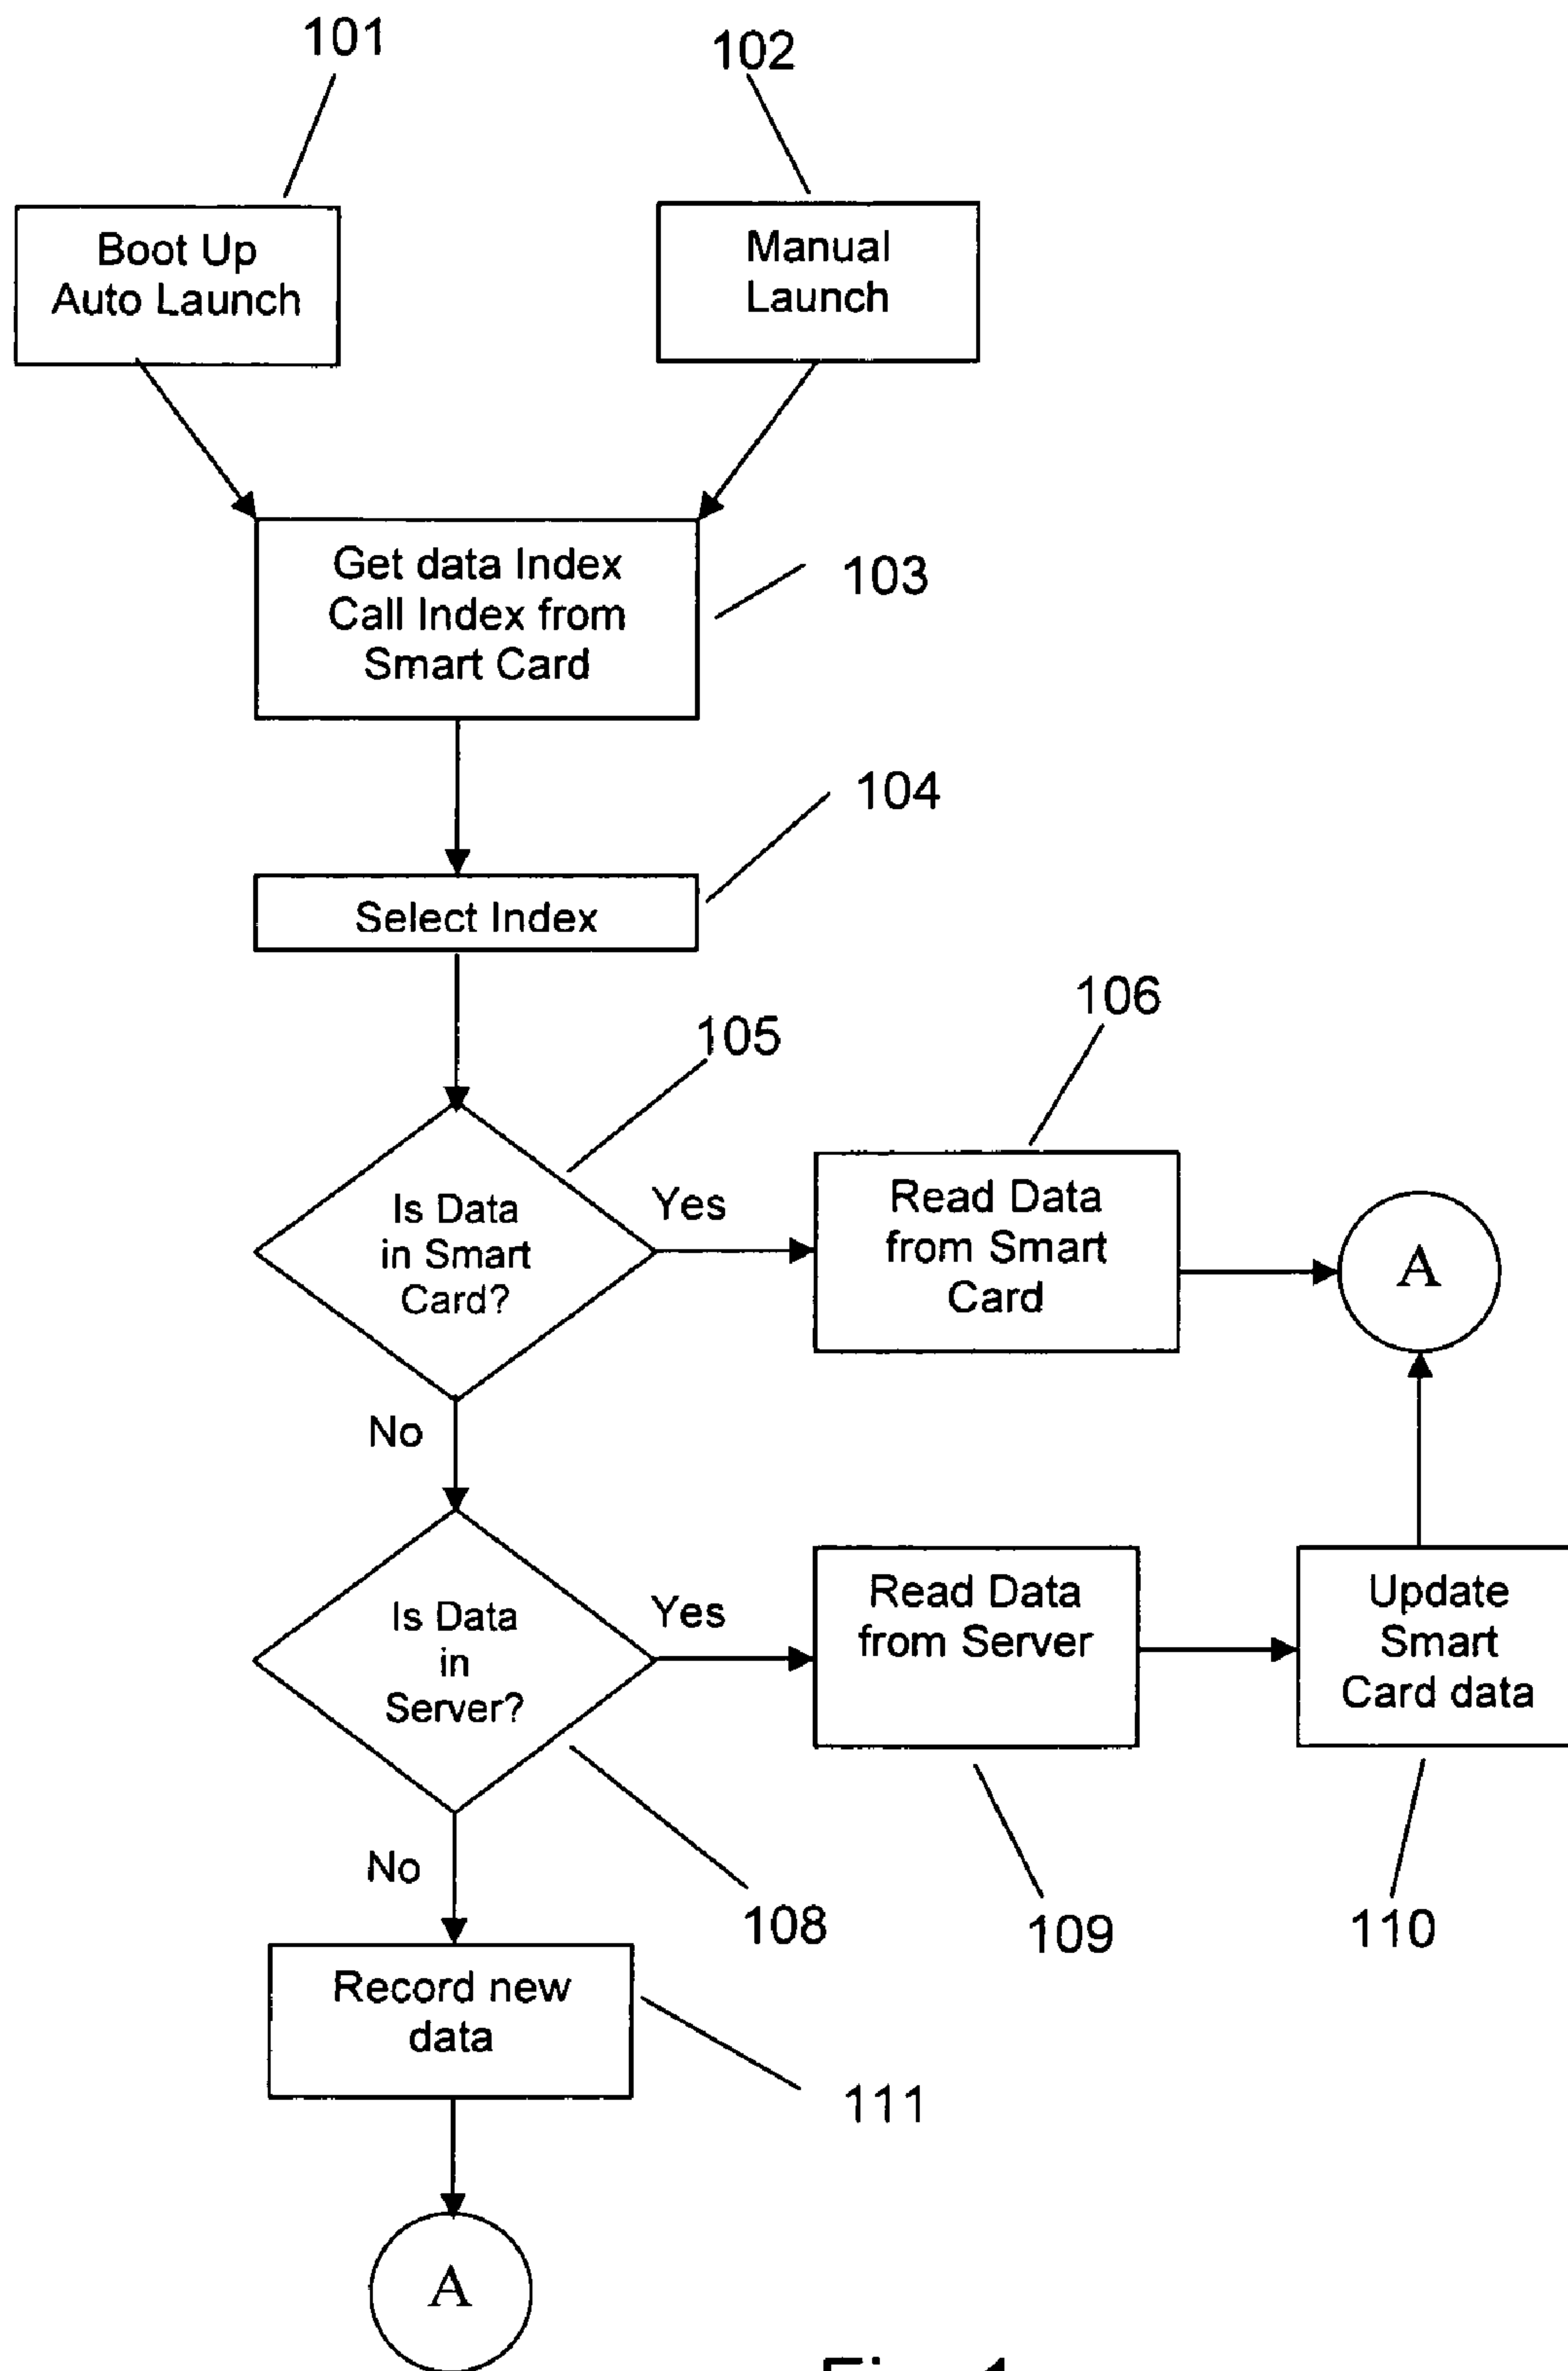 101
102
Boot Up
Auto Launch
Manual
Launch
Get data Index
Call Index from
Smart Card
103
104
Select Index
105
106
Is Data
in Smart
Card?
Yes
Read Data
from Smart
Card
A
No
Is Data
in
Server?
Yes
Read Data
from Server
Update
Smart
Card data
No
108
109
110
Record new
data
111
A
Fig. 1